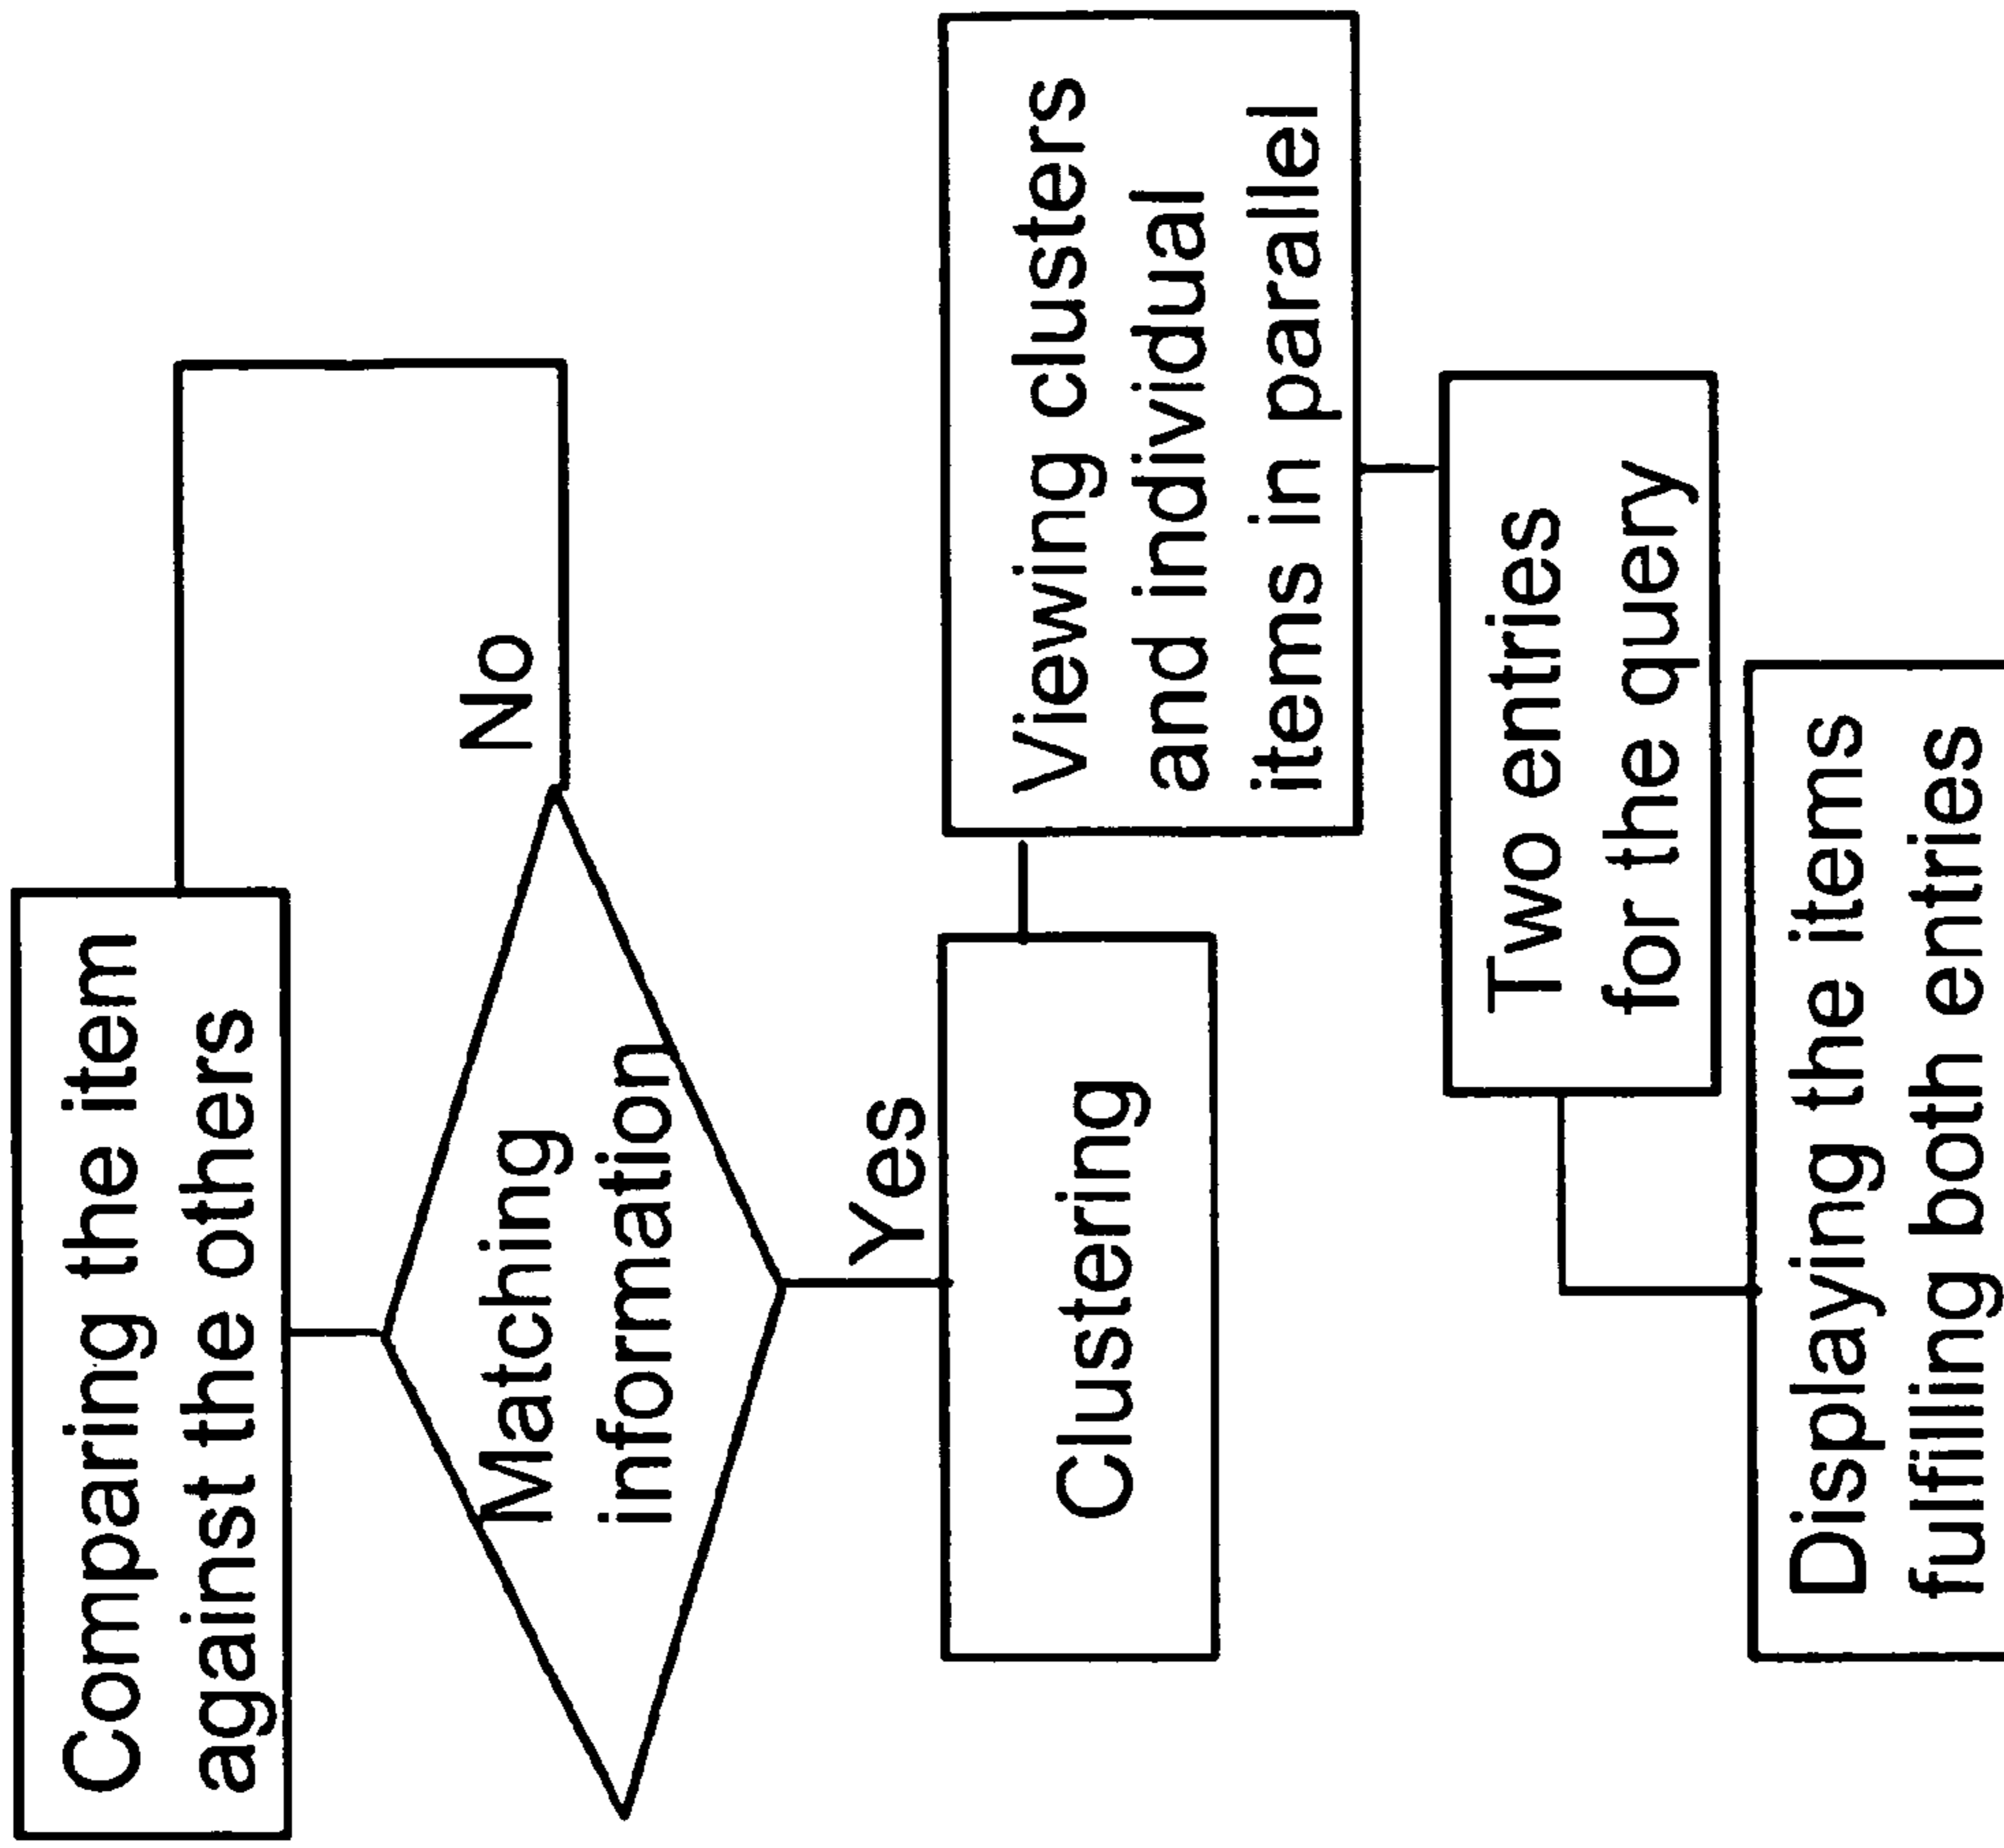 Comparing the item
against the others
No
Matching
information
Yes
Clustering
Viewing clusters
and individual
items in parallel
Two entries
for the query
Displaying the items
fulfilling both entries